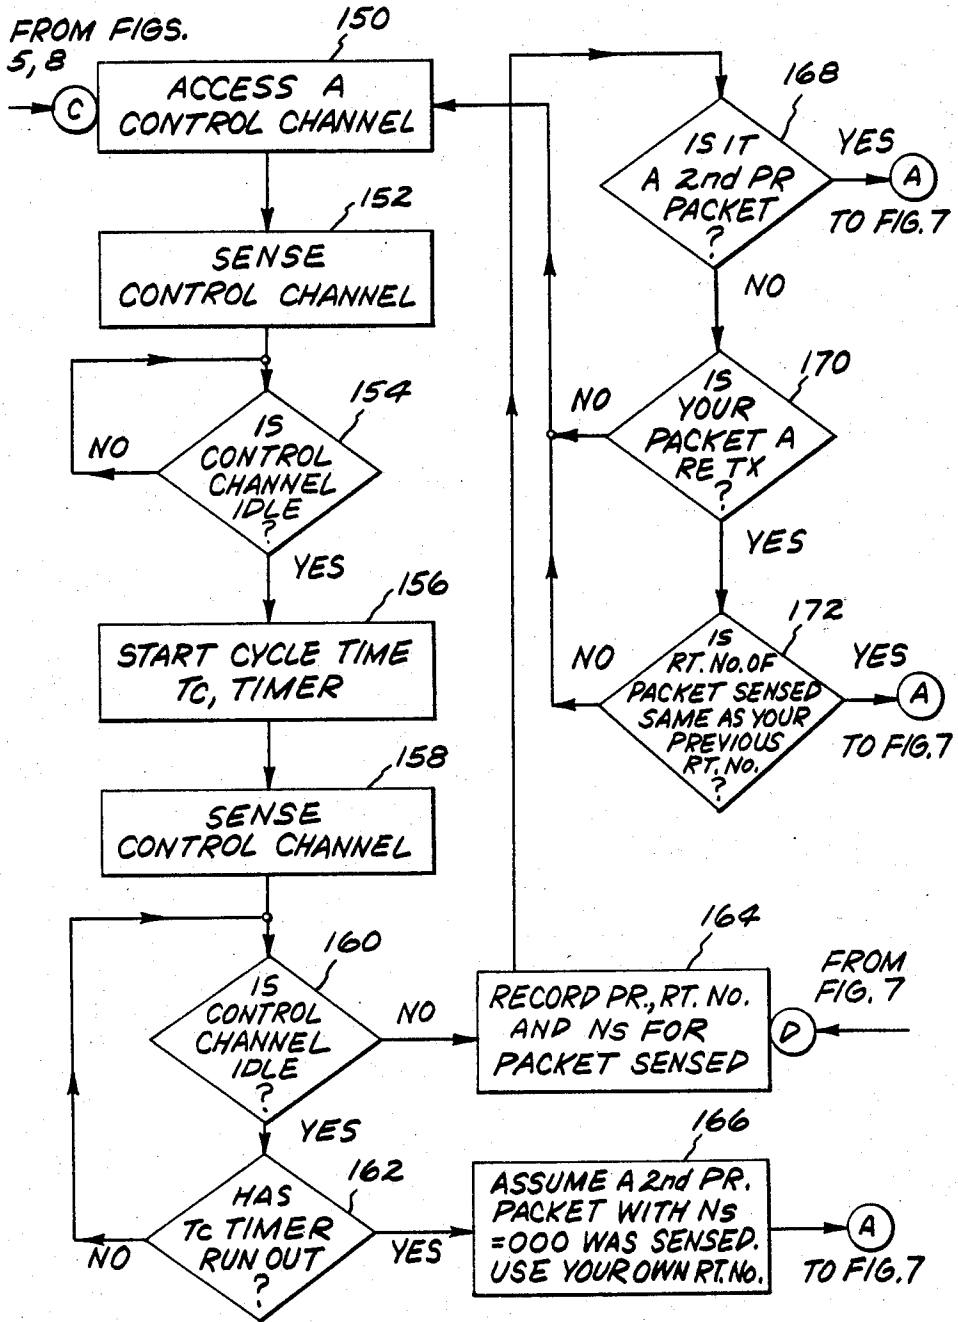 FROM FIGS.
5, 8
C
150
ACCESS A
CONTROL CHANNEL
152
SENSE
CONTROL CHANNEL
154
IS
CONTROL
CHANNEL
IDLE
?
NO
YES
156
START CYCLE TIME
TC, TIMER
158
SENSE
CONTROL CHANNEL
160
IS
CONTROL
CHANNEL
IDLE
?
NO
YES
162
HAS
TC TIMER
RUN OUT
?
NO
YES
164
RECORD PR., RT. NO.
AND NS FOR
PACKET SENSED
D
FROM
FIG. 7
166
ASSUME A 2nd PR.
PACKET WITH NS
=000 WAS SENSED.
USE YOUR OWN RT. NO.
A
TO FIG. 7
168
IS IT
A 2nd PR
PACKET
?
YES
A
TO FIG. 7
NO
170
IS
YOUR
PACKET A
RE TX
?
NO
YES
172
IS
RT. NO. OF
PACKET SENSED
SAME AS YOUR
PREVIOUS
RT. NO.
?
NO
YES
A
TO FIG. 7